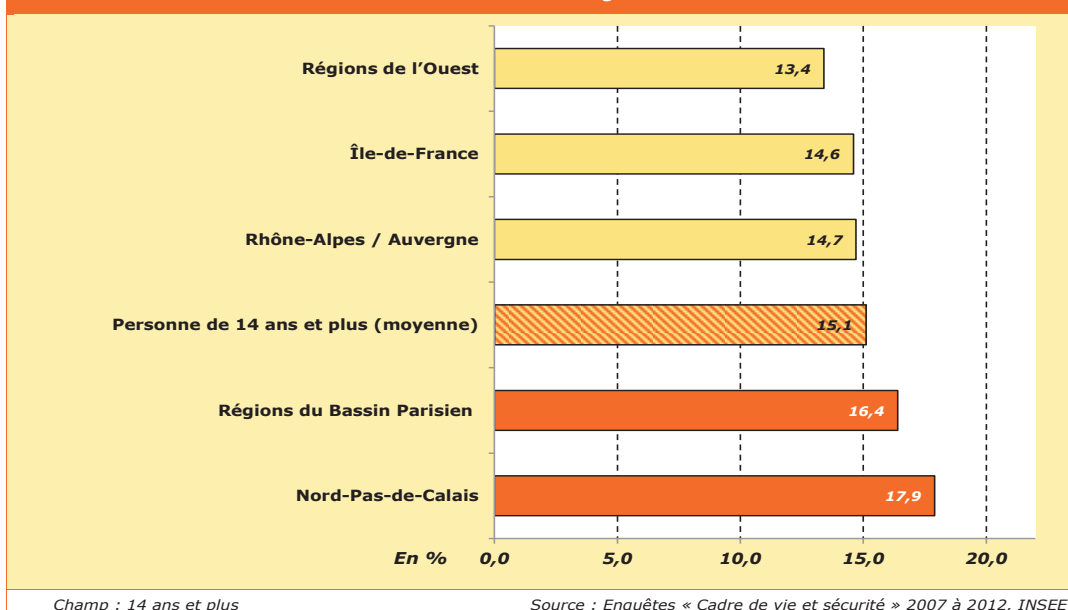 Régions de l’Ouest 13,4
Île-de-France 14,6
Rhône-Alpes / Auvergne 14,7
Personne de 14 ans et plus (moyenne) 15,1
Régions du Bassin Parisien 16,4
Nord-Pas-de-Calais 17,9
En % 0,0 5,0 10,0 15,0 20,0
Champ : 14 ans et plus Source : Enquêtes « Cadre de vie et sécurité » 2007 à 2012, INSEE